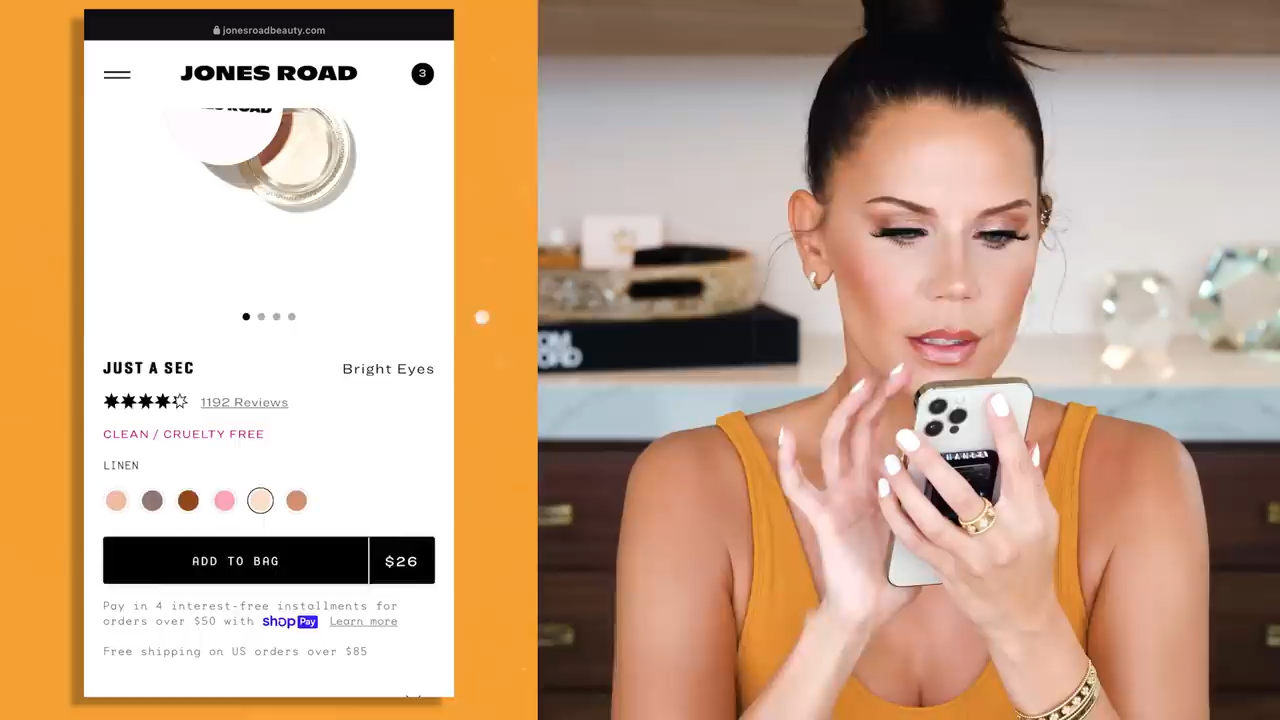 jonesroadbeauty.com
JONES ROAD
3
JUST A SEC
Bright Eyes
1192 Reviews
CLEAN / CRUELTY FREE
LINEN
ADD TO BAG
$26
Pay in 4 interest-free installments for
orders over $50 with shop Pay Learn more
Free shipping on US orders over $85